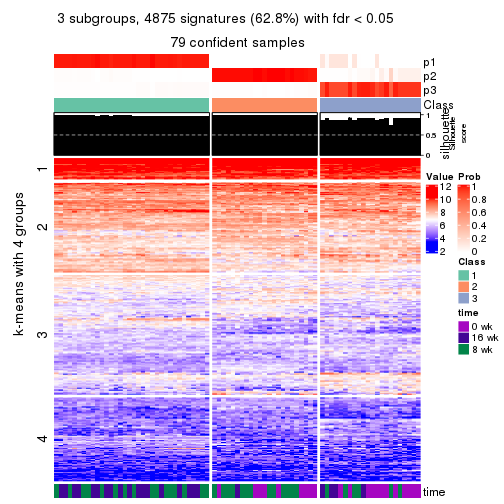 3 subgroups, 4875 signatures (62.8%) with fdr < 0.05
79 confident samples
p1
p2
p3
Class
silhouette
Silhouette
score
1
0.5
0
k-means with 4 groups
1
2
3
4
Value
12
10
8
6
4
2
Prob
1
0.8
0.6
0.4
0.2
0
Class
1
2
3
time
0 wk
16 wk
8 wk
time